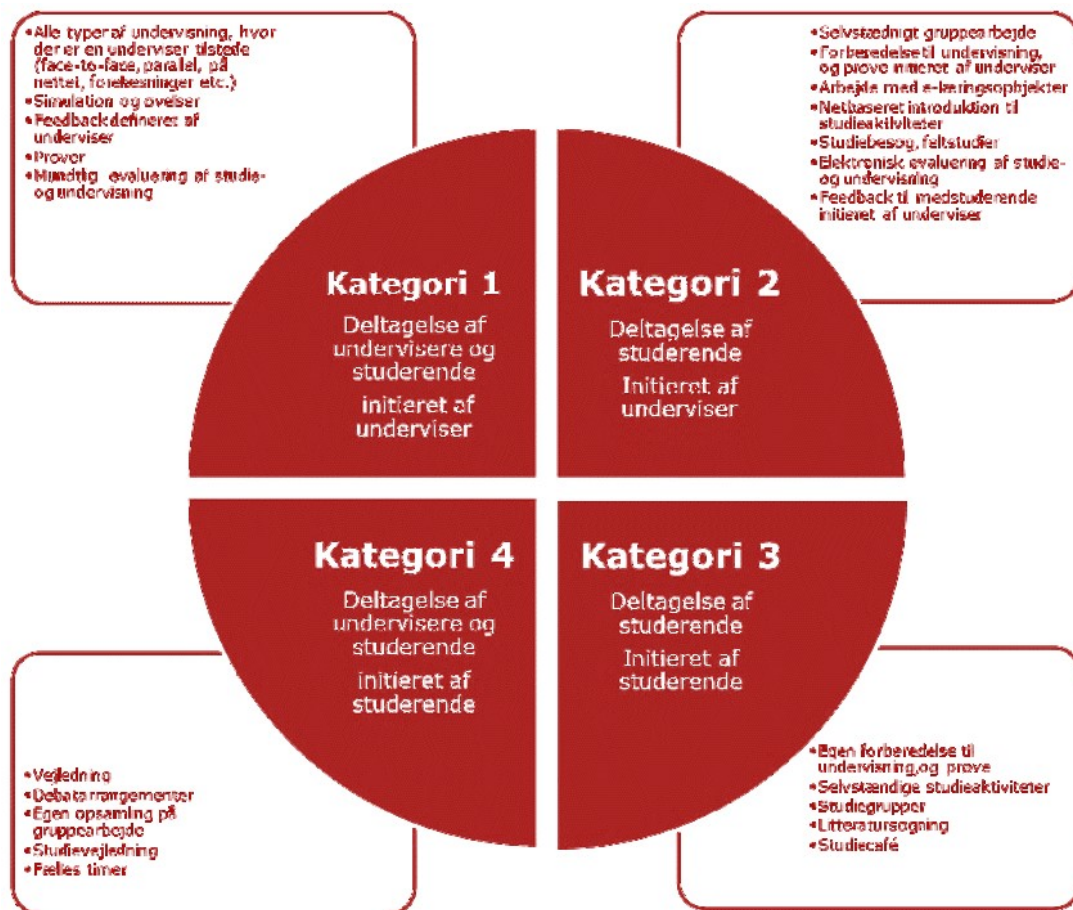 •Alle typer af undervisning, hvor
der er en underviser tilstede
(face-to-face, parallel, på
nettet, forelæsninger etc.)
•Simulation og øvelser
•Feedback defineret af
underviser
•Prøver
•Mundtlig evaluering af studie-
og undervisning
•Selvstændigt gruppearbejde
•Forberedelse til undervisning,
og prøve initieret af underviser
•Arbejde med e-læringsobjekter
•Netbaseret introduktion til
studieaktiviteter
•Studiebesøg, feltstudier
•Elektronisk evaluering af studie-
og undervisning
•Feedback til medstuderende
initieret af underviser
Kategori 1
Deltagelse af
undervisere og
studerende
initieret af
underviser
Kategori 2
Deltagelse af
studerende
Initieret af
underviser
Kategori 4
Deltagelse af
undervisere og
studerende
initieret af
studerende
Kategori 3
Deltagelse af
studerende
Initieret af
studerende
•Vejledning
•Debatarrangementer
•Egen opsamling på
gruppearbejde
•Studievejledning
•Fælles timer
•Egen forberedelse til
undervisning,og prøve
•Selvstændige studieaktiviteter
•Studiegrupper
•Litteratursøgning
•Studiecafé